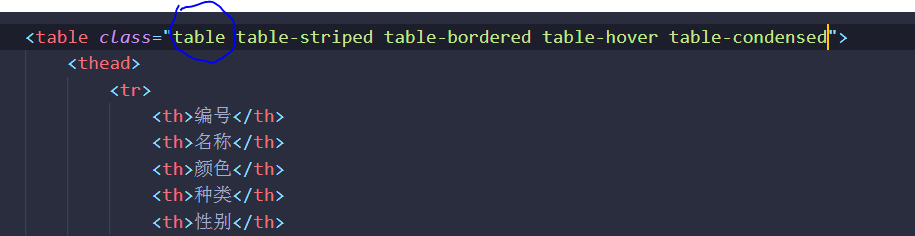 <table class="table table-striped table-bordered table-hover table-condensed">
<thead>
<tr>
<th>编号</th>
<th>名称</th>
<th>颜色</th>
<th>种类</th>
<th>性别</th>